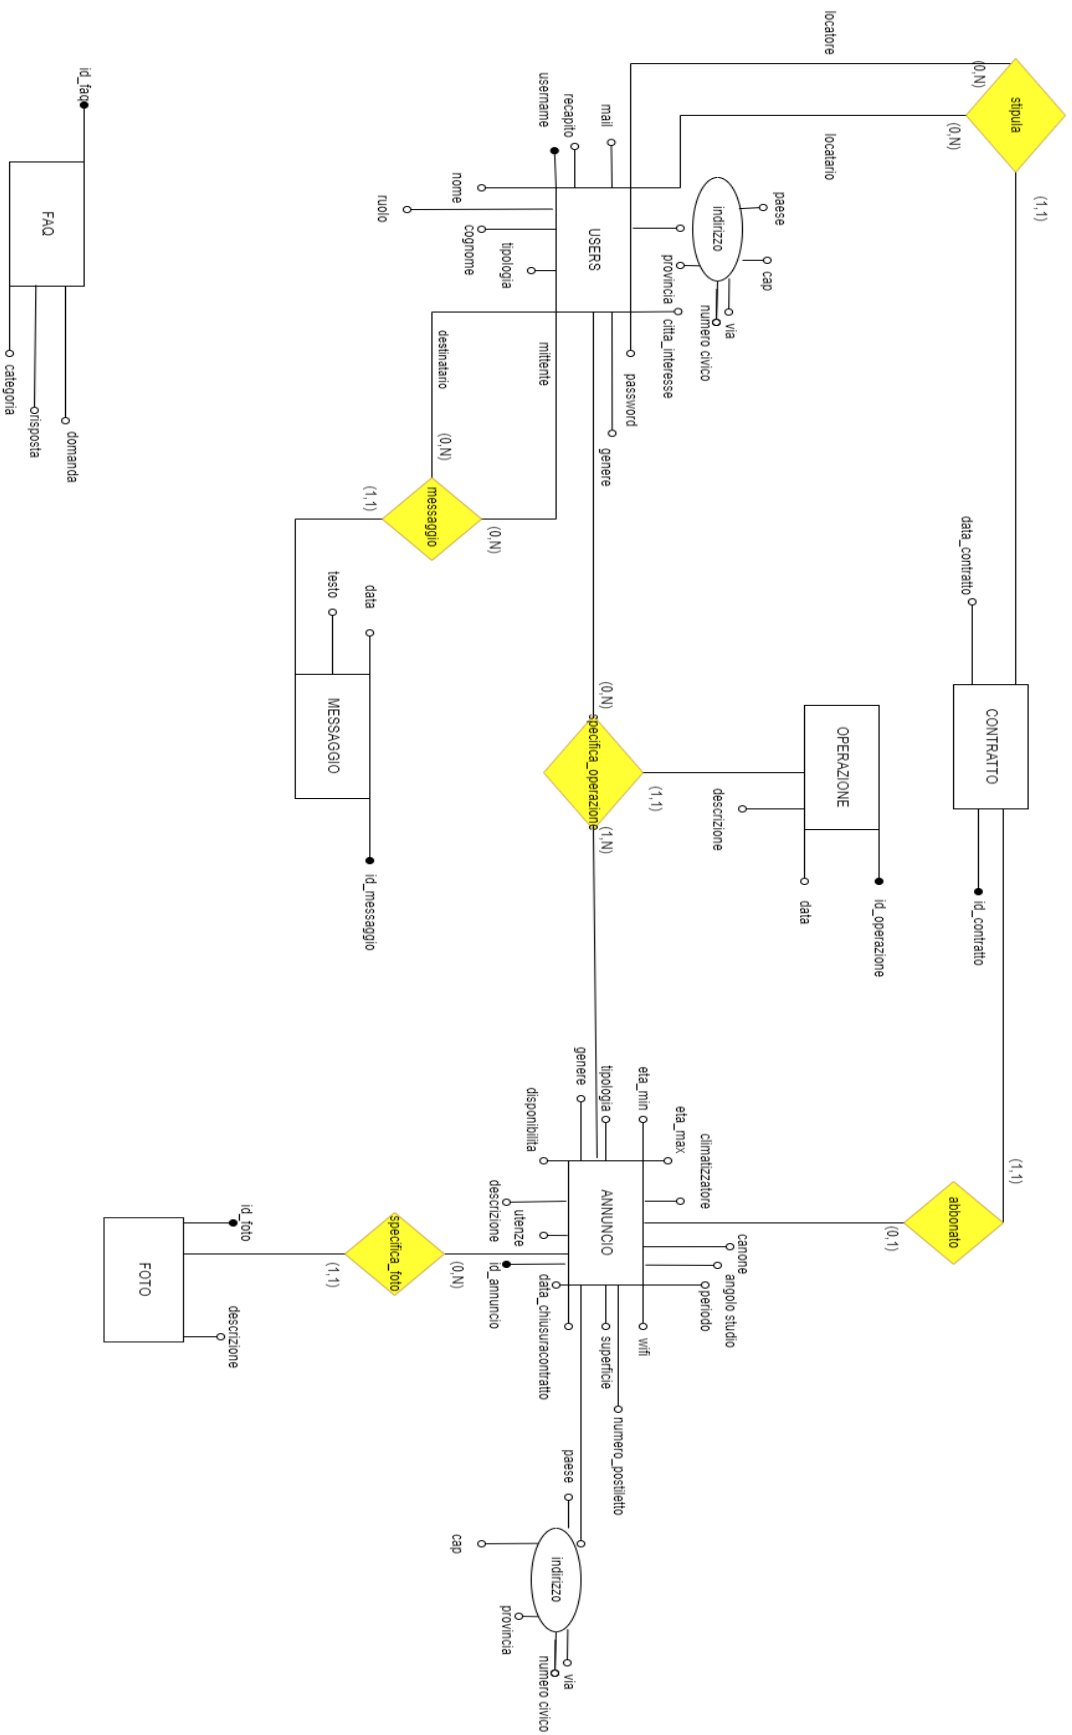 locatore
(0,N)
stipula
(0,N)
locatario
(1,1)
username
recapito
mail
nome
ruolo
cognome
tipologia
USERS
indirizzo
paese
cap
provincia
via
numero civico
citta_interesse
password
genere
mittente
destinatario
(0,N)
messaggio
(0,N)
(1,1)
testo
data
MESSAGGIO
id_messaggio
id_faq
FAQ
categoria
risposta
domanda
(0,N)
specifica_operazione
(1,N)
(1,1)
OPERAZIONE
descrizione
data
id_operazione
data_contratto
CONTRATTO
id_contratto
(1,1)
abbonato
(0,1)
genere
tipologia
eta_min
eta_max
climatizzatore
disponibilita
ANNUNCIO
descrizione
utenze
id_annuncio
data_chiusuracontratto
canone
angolo studio
periodo
wifi
superficie
numero_postiletto
(0,N)
specifica_foto
(1,1)
id_foto
FOTO
descrizione
paese
cap
indirizzo
provincia
via
numero civico